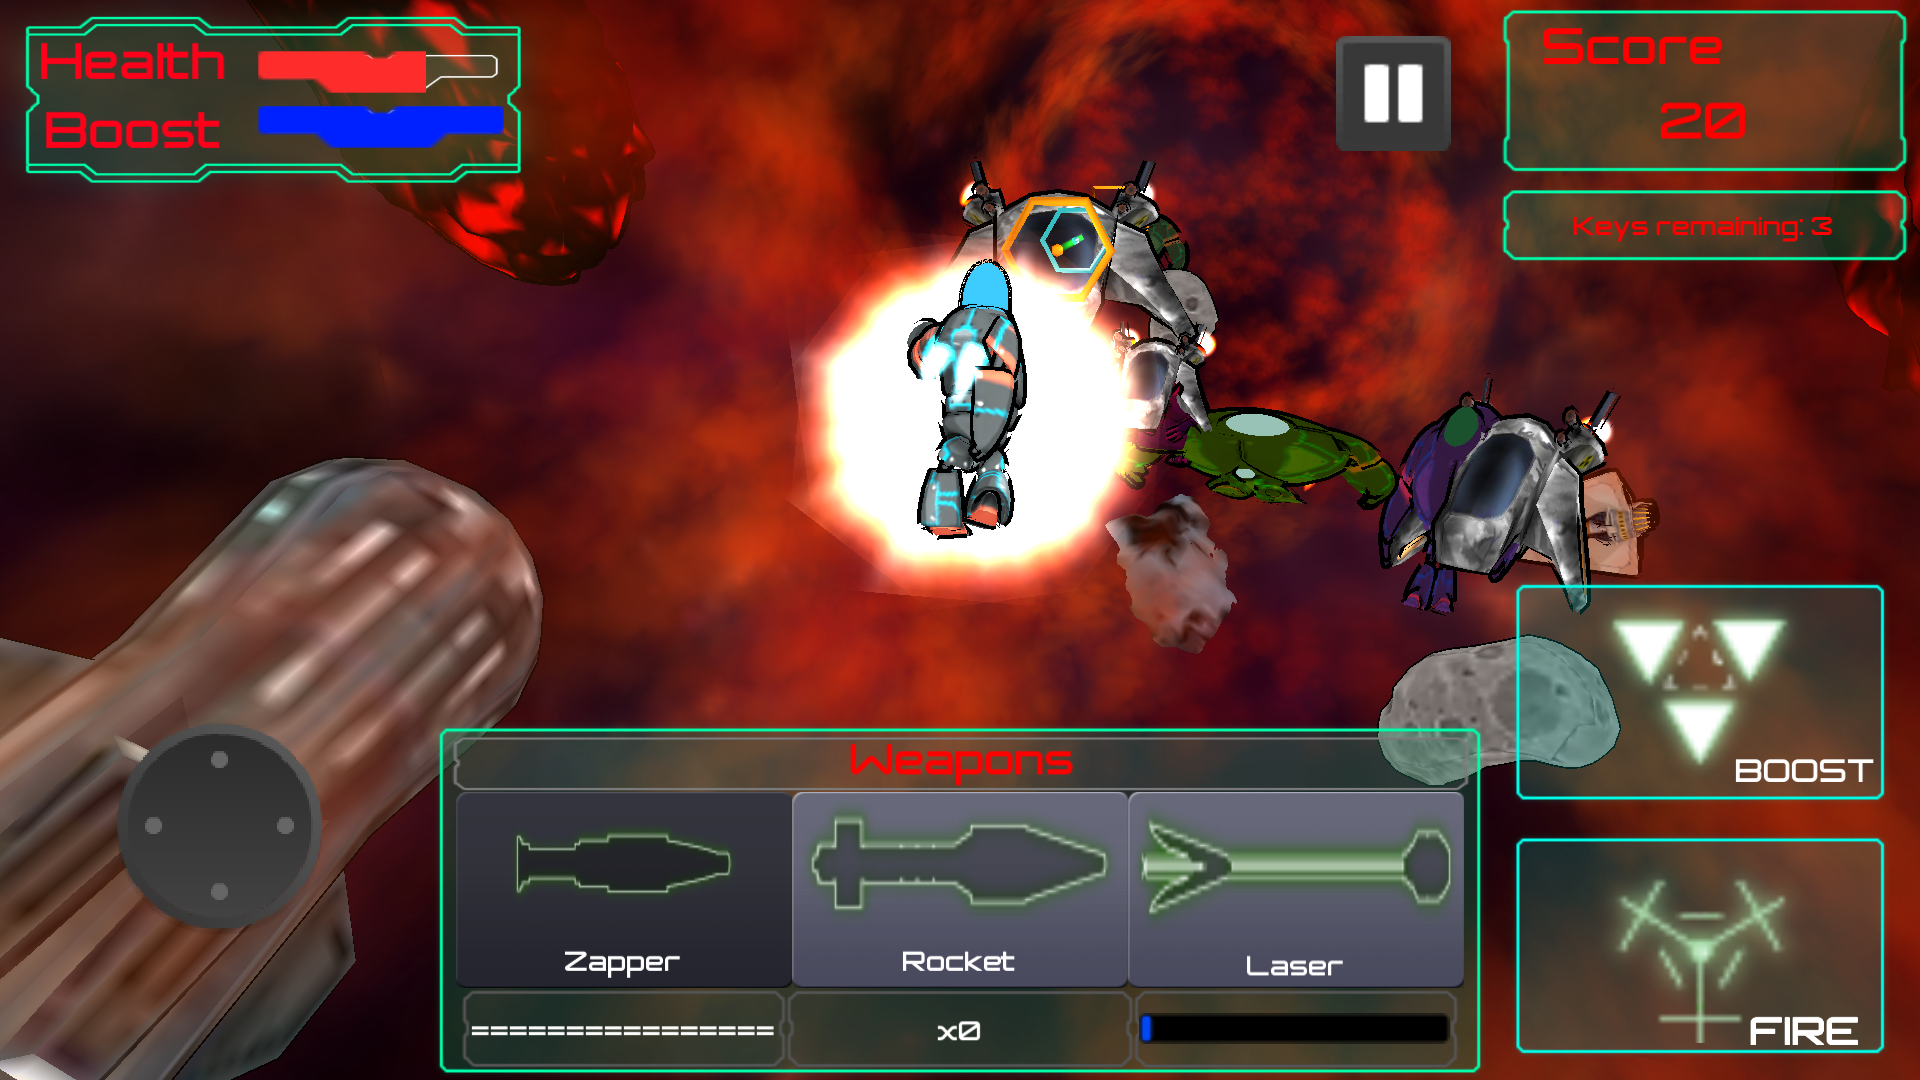 Health
Boost
Score
20
Keys remaining: 3
BOOST
Weapons
Zapper
Rocket
Laser
================
x0
FIRE